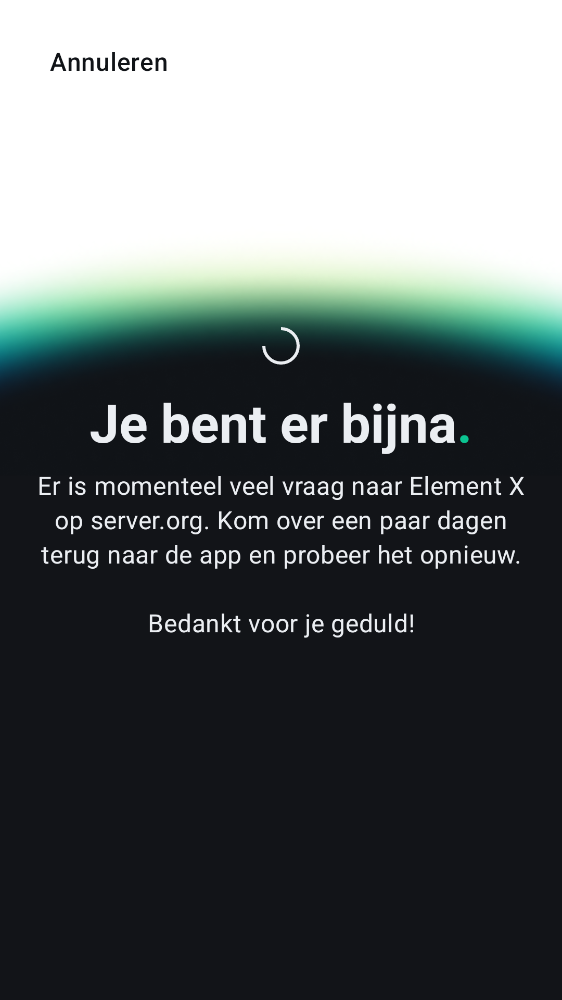 Annuleren
Je bent er bijna.
Er is momenteel veel vraag naar Element X
op server.org. Kom over een paar dagen
terug naar de app en probeer het opnieuw.
Bedankt voor je geduld!